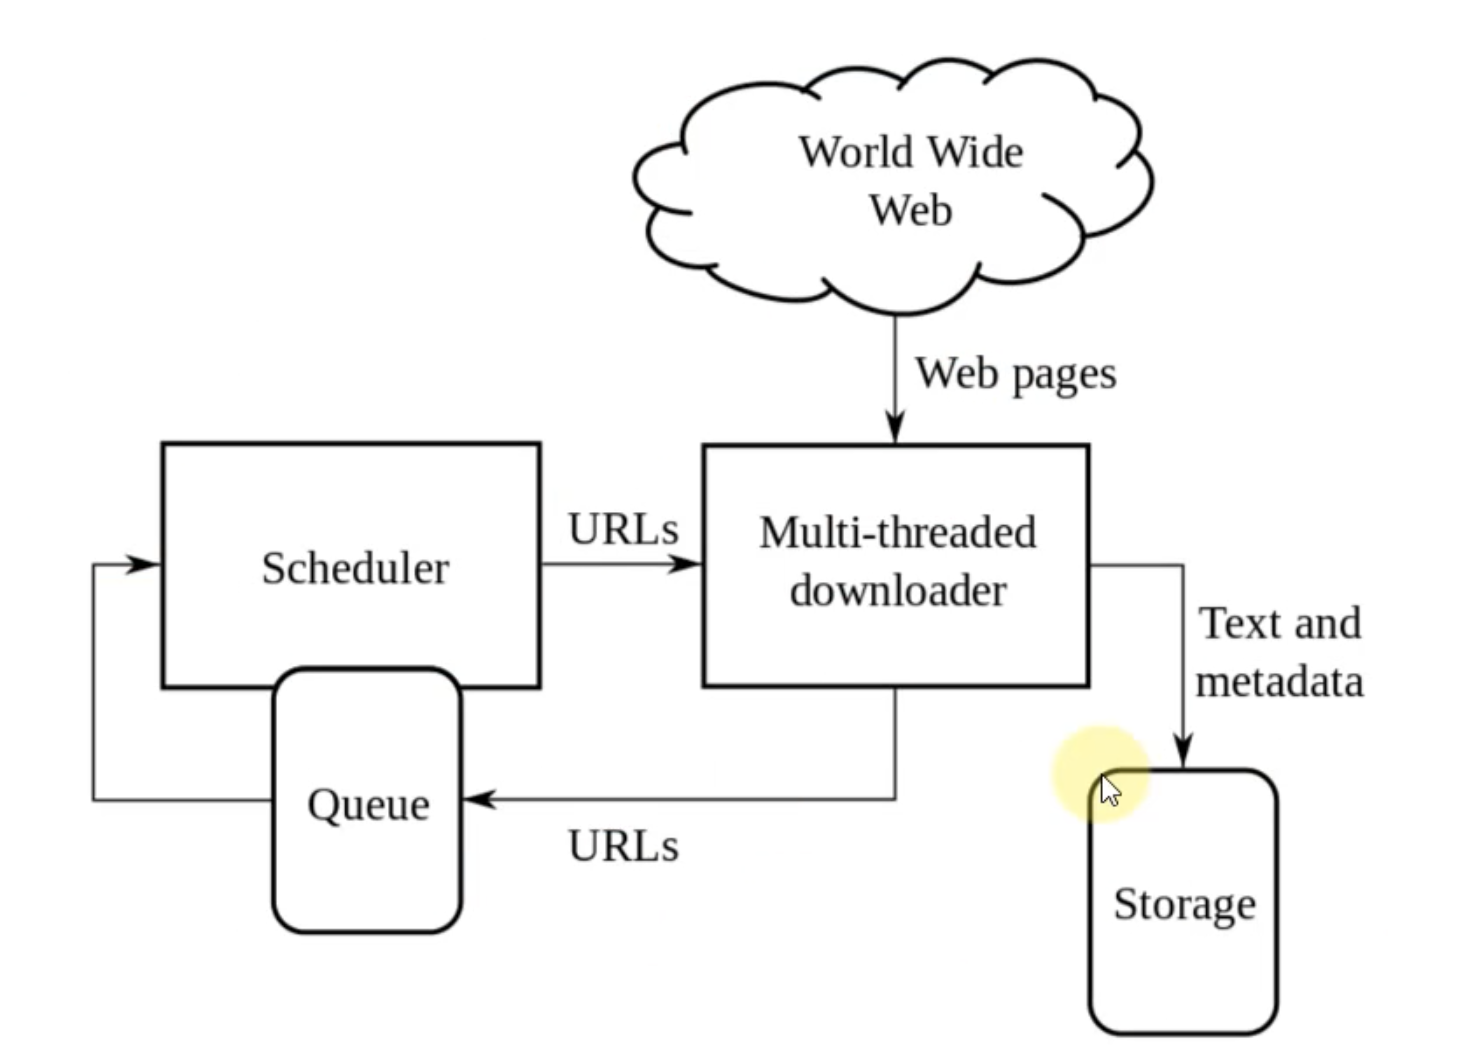 World Wide
Web
Web pages
Scheduler
URLs
Multi-threaded
downloader
Text and
metadata
Queue
URLs
Storage